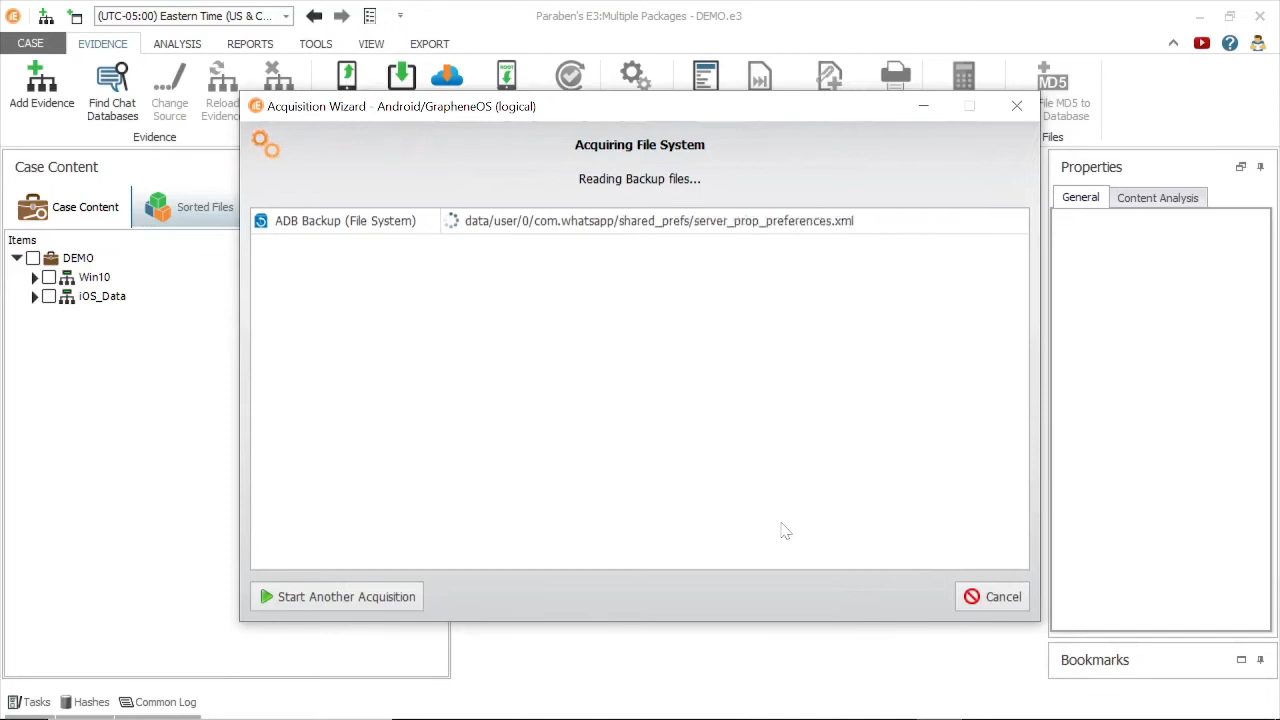 (UTC-05:00) Eastern Time (US & C...
Paraben's E3:Multiple Packages - DEMO.e3
CASE
EVIDENCE
ANALYSIS
REPORTS
TOOLS
VIEW
EXPORT
Add Evidence
Find Chat
Databases
Change
Source
Reload
Evidenc
ROOT
MD5
File MD5 to
Database
Evidence
Files
Acquisition Wizard - Android/GrapheneOS (logical)
Acquiring File System
Reading Backup files...
ADB Backup (File System)
data/user/0/com.whatsapp/shared_prefs/server_prop_preferences.xml
Start Another Acquisition
Cancel
Case Content
Case Content
Sorted Files
Items
DEMO
Win10
iOS_Data
Properties
General
Content Analysis
Bookmarks
Tasks
Hashes
Common Log